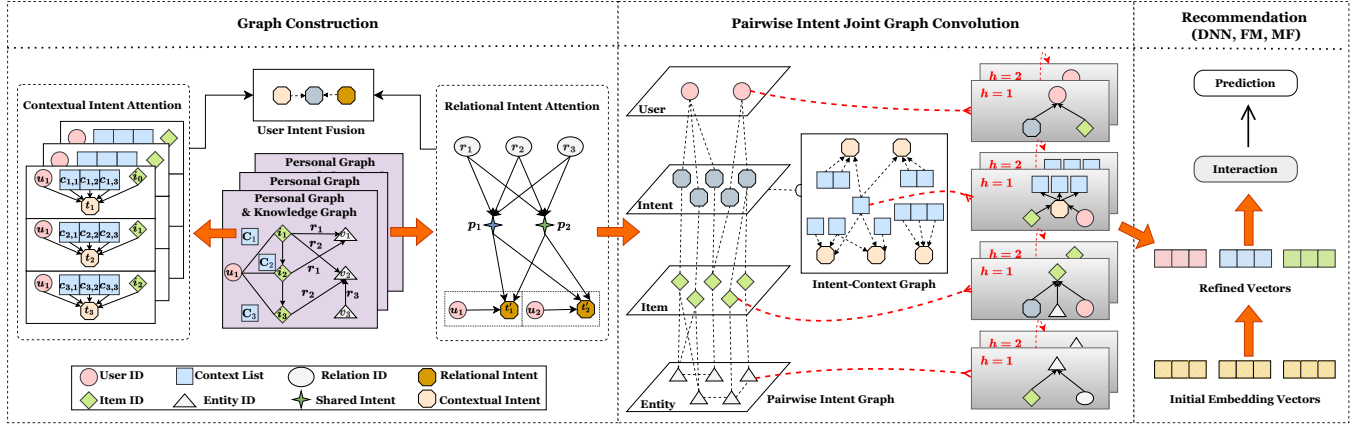 Graph Construction
Pairwise Intent Joint Graph Convolution
Recommendation
(DNN, FM, MF)
Contextual Intent Attention
u1 c1,1 c1,2 c1,3 i0
t1
u1 c2,1 c2,2 c2,3 i1
t2
u1 c3,1 c3,2 c3,3 i2
t3
User Intent Fusion
Personal Graph
Personal Graph
Personal Graph
& Knowledge Graph
C1 i1 r1 v1
r2
C2
u1 i2 r1 v2
r2 r3
C3 i3 v3
Relational Intent Attention
r1 r2 r3
p1 p2
u1 t'1 u2 t'2
User ID
Context List
Relation ID
Relational Intent
Item ID
Entity ID
Shared Intent
Contextual Intent
User
Intent
Item
Entity
Intent-Context Graph
Pairwise Intent Graph
h = 2
h = 1
h = 2
h = 1
h = 2
h = 1
h = 2
h = 1
Prediction
Interaction
Refined Vectors
Initial Embedding Vectors